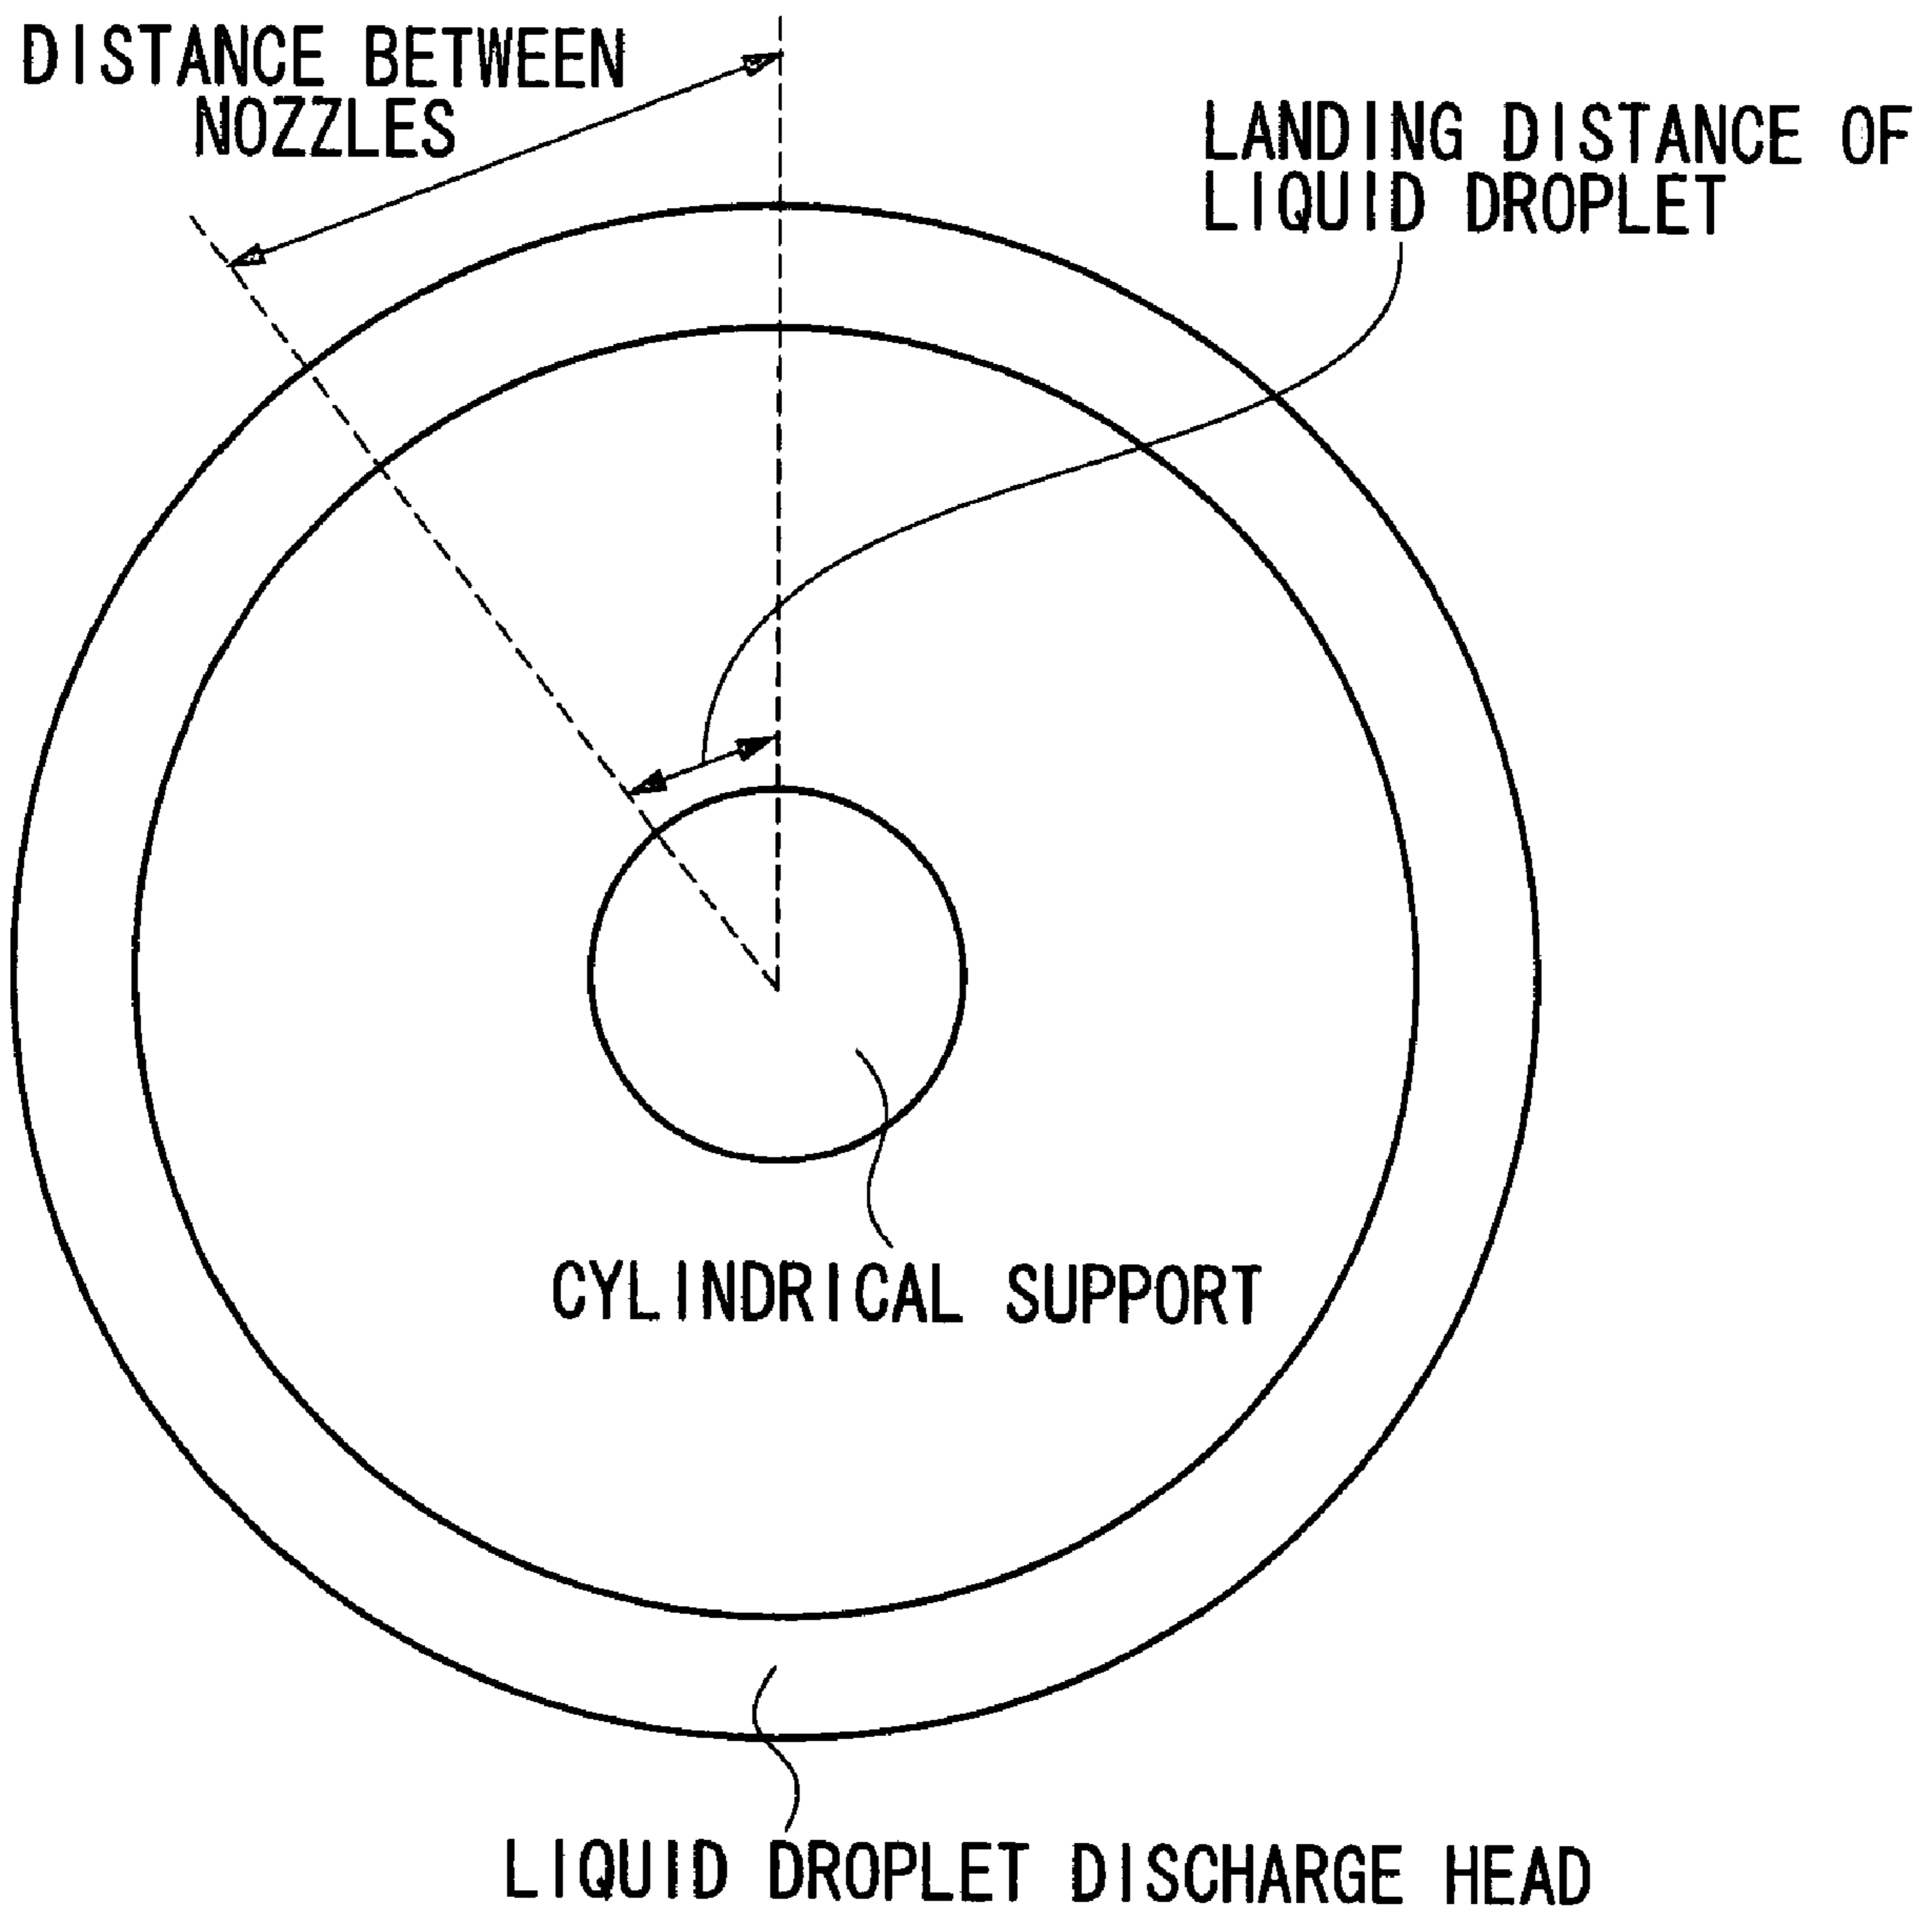 DISTANCE BETWEEN
NOZZLES
LANDING DISTANCE OF
LIQUID DROPLET
CYLINDRICAL SUPPORT
LIQUID DROPLET DISCHARGE HEAD